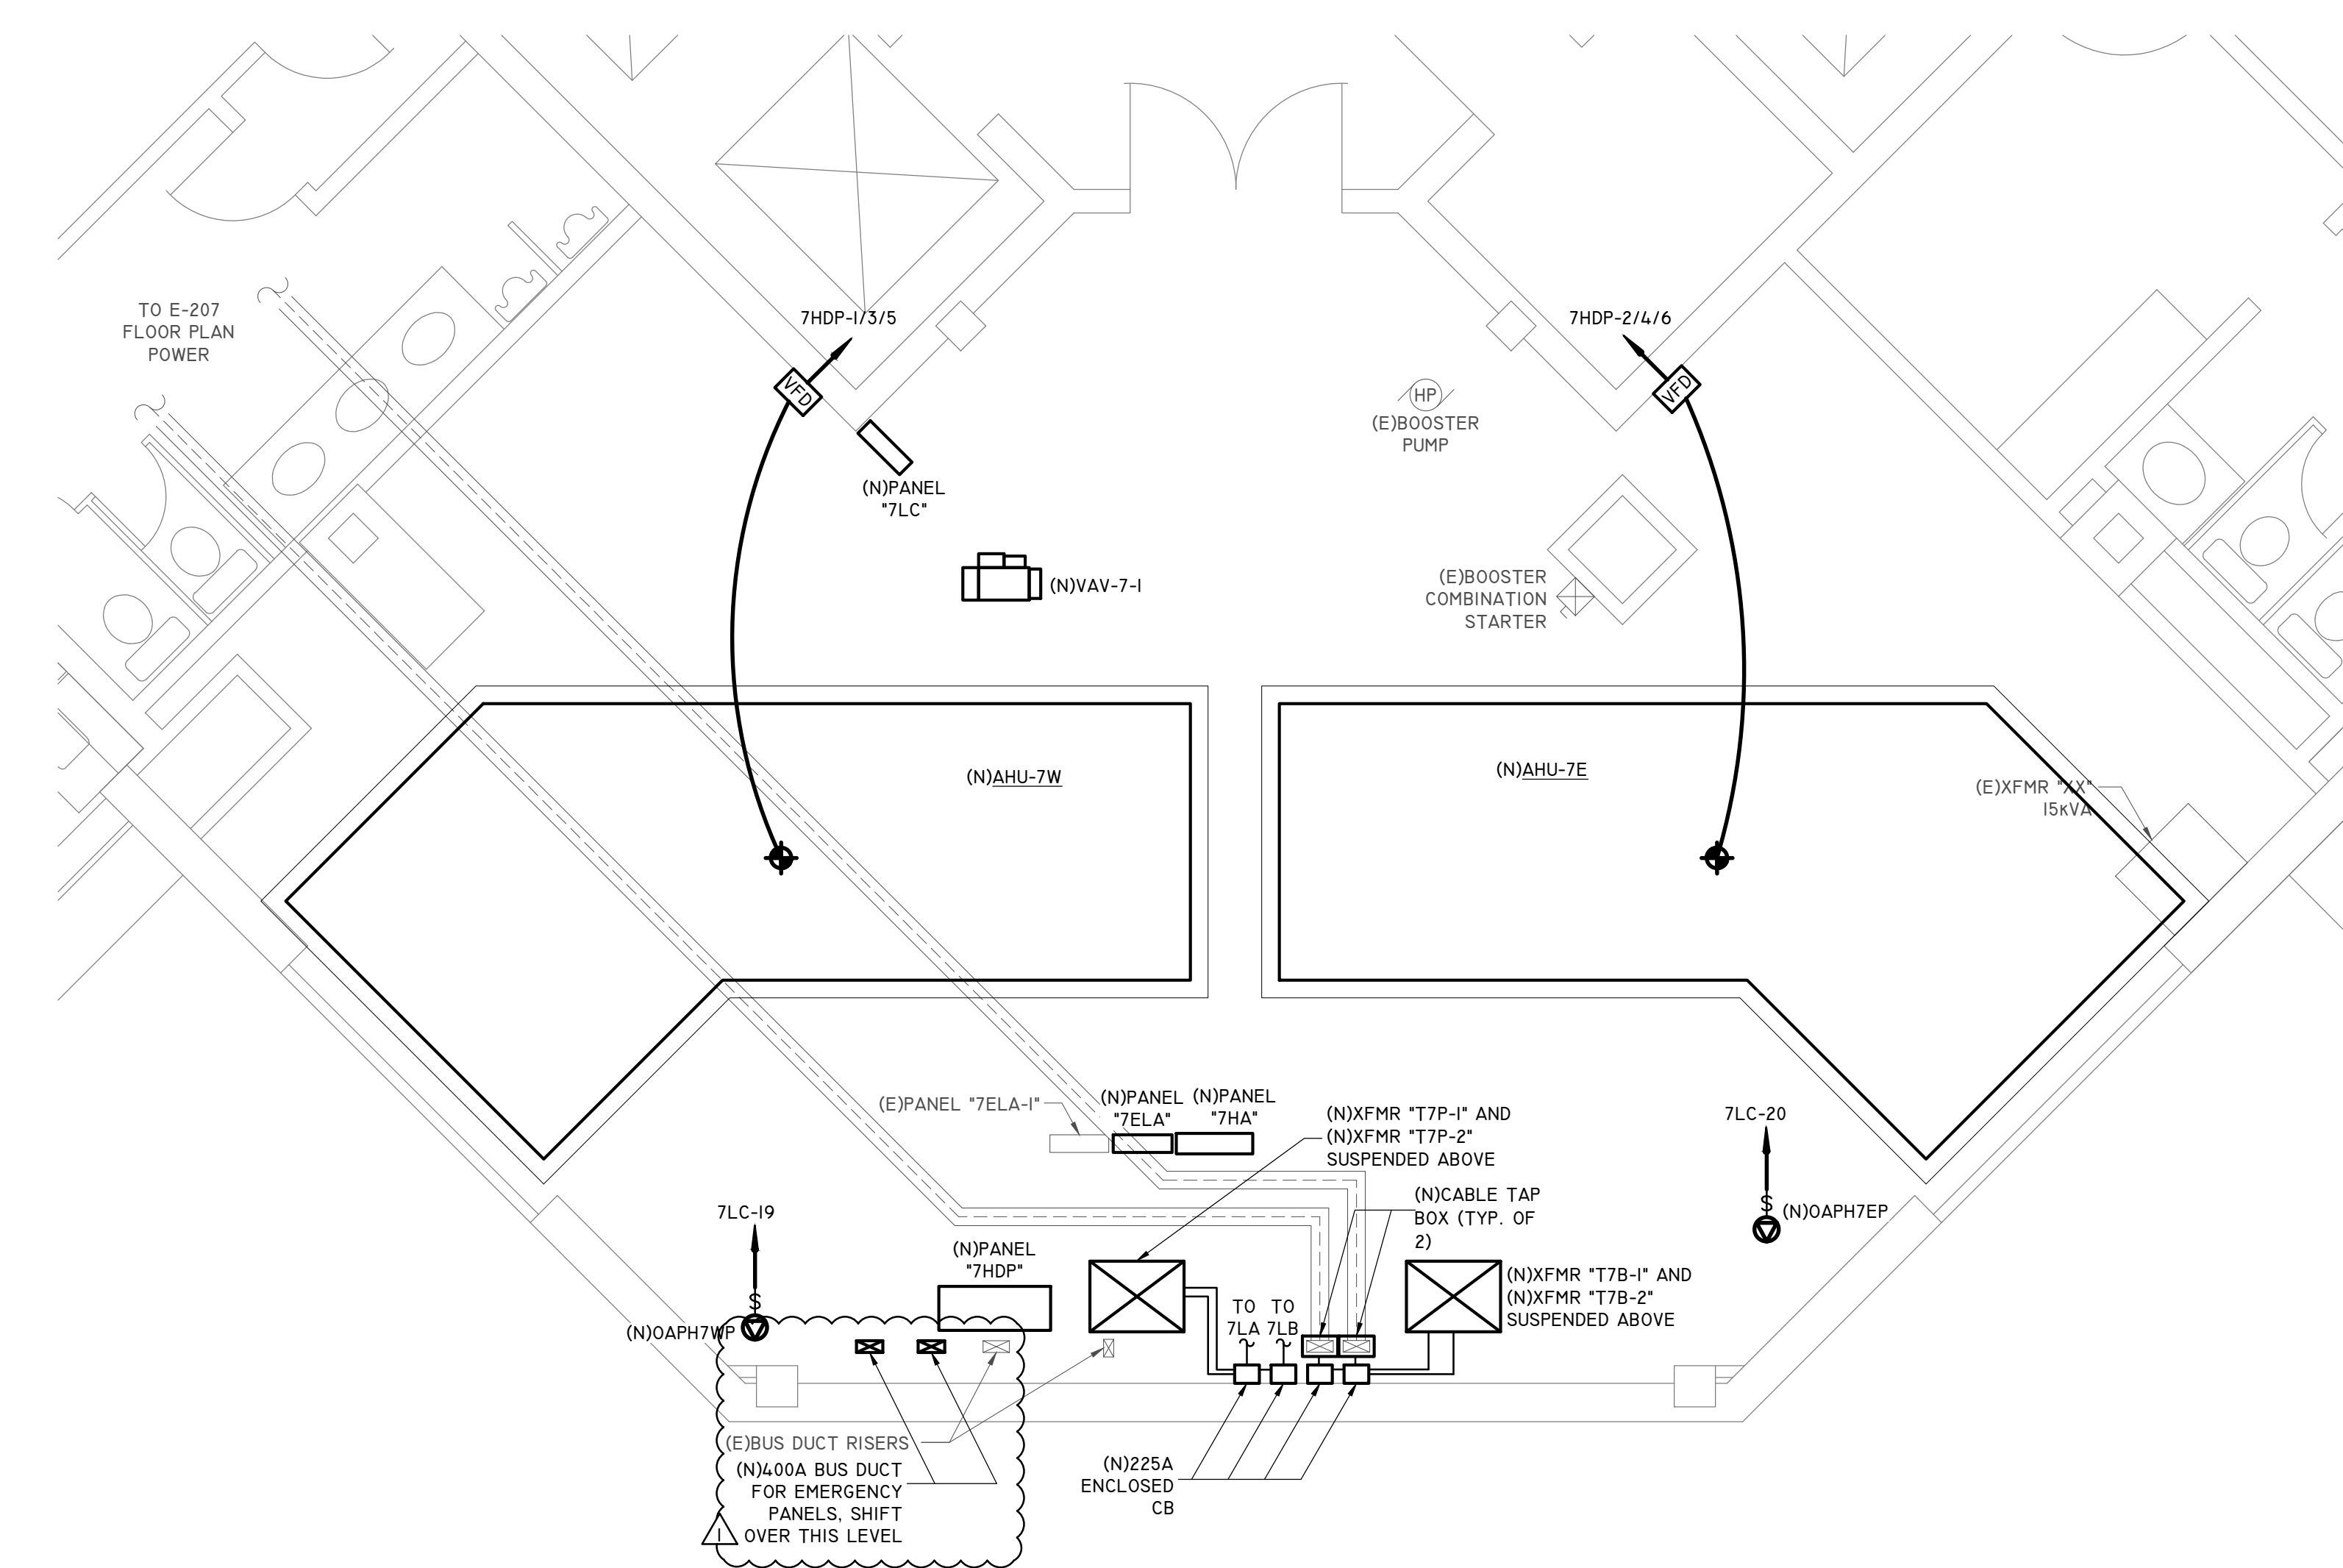 TO E-207
FLOOR PLAN
POWER
7HDP-1/3/5
VFD
(N)PANEL
"7LC"
7HDP-2/4/6
VFD
HP
(E)BOOSTER
PUMP
(N)VAV-7-1
(E)BOOSTER
COMBINATION
STARTER
(N)AHU-7W
(N)AHU-7E
(E)XFMR "XX"
15KVA
(E)PANEL "7ELA-1"
(N)PANEL
"7ELA"
(N)PANEL
"7HA"
(N)XFMR "T7P-1" AND
(N)XFMR "T7P-2"
SUSPENDED ABOVE
7LC-20
S
(N)OAPH7EP
(N)CABLE TAP
BOX (TYP. OF
2)
7LC-19
S
(N)OAPH7WP
(N)PANEL
"7HDP"
TO
7LA
TO
7LB
(N)XFMR "T7B-1" AND
(N)XFMR "T7B-2"
SUSPENDED ABOVE
(E)BUS DUCT RISERS
(N)400A BUS DUCT
FOR EMERGENCY
PANELS, SHIFT
OVER THIS LEVEL
1
(N)225A
ENCLOSED
CB